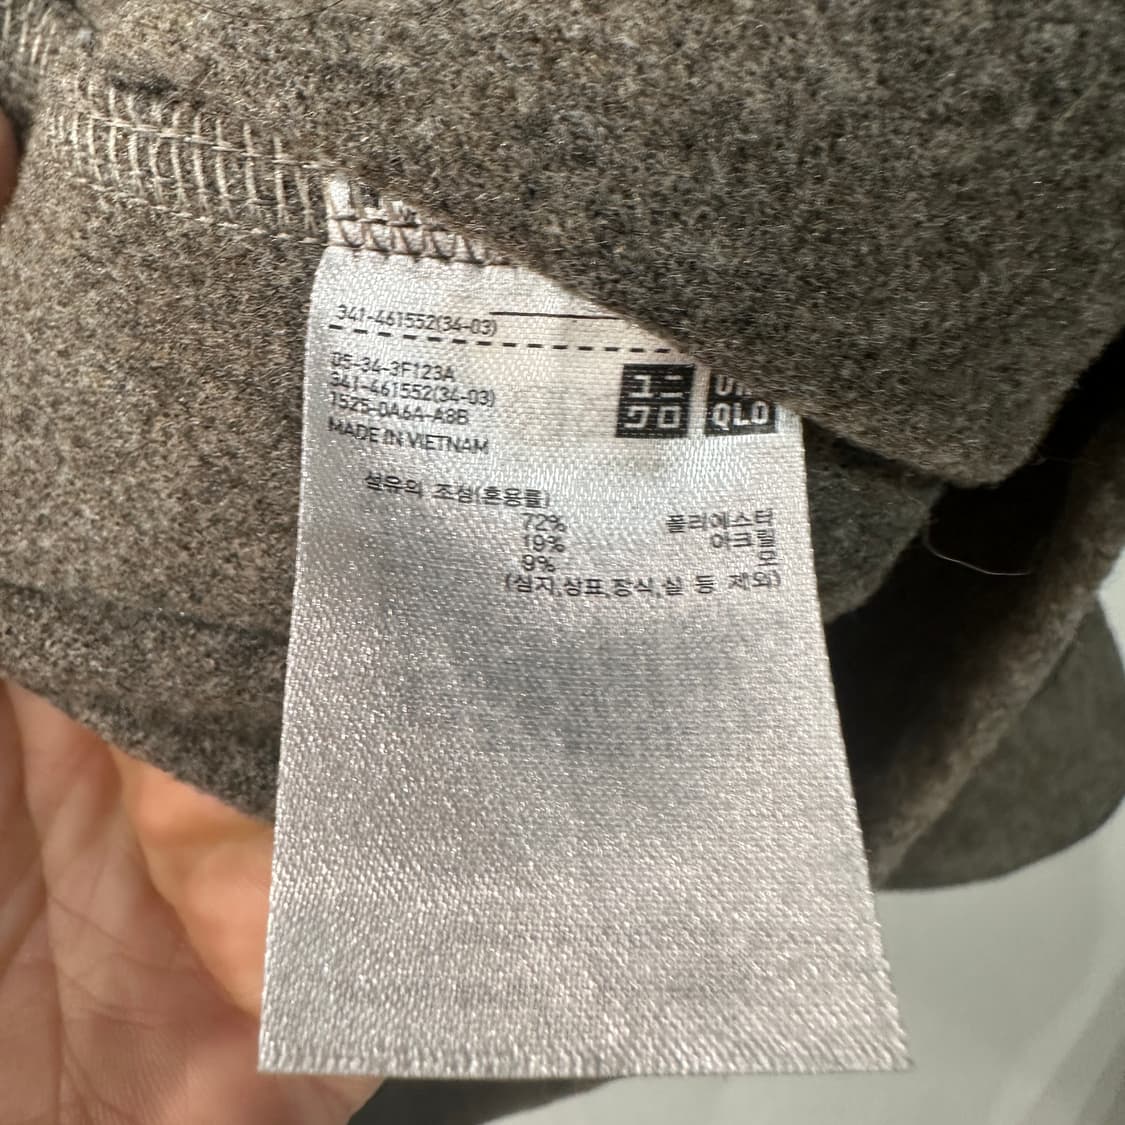 341-461552(34-03)
05-34-3F123A
341-461552(34-03)
1525-0A6A-A8B
MADE IN VIETNAM
ユニ
クロ
QLO
섬유의 조성(혼용률)
72% 폴리에스터
19% 아크릴
9% 모
(심지,상표,장식,실 등 제외)